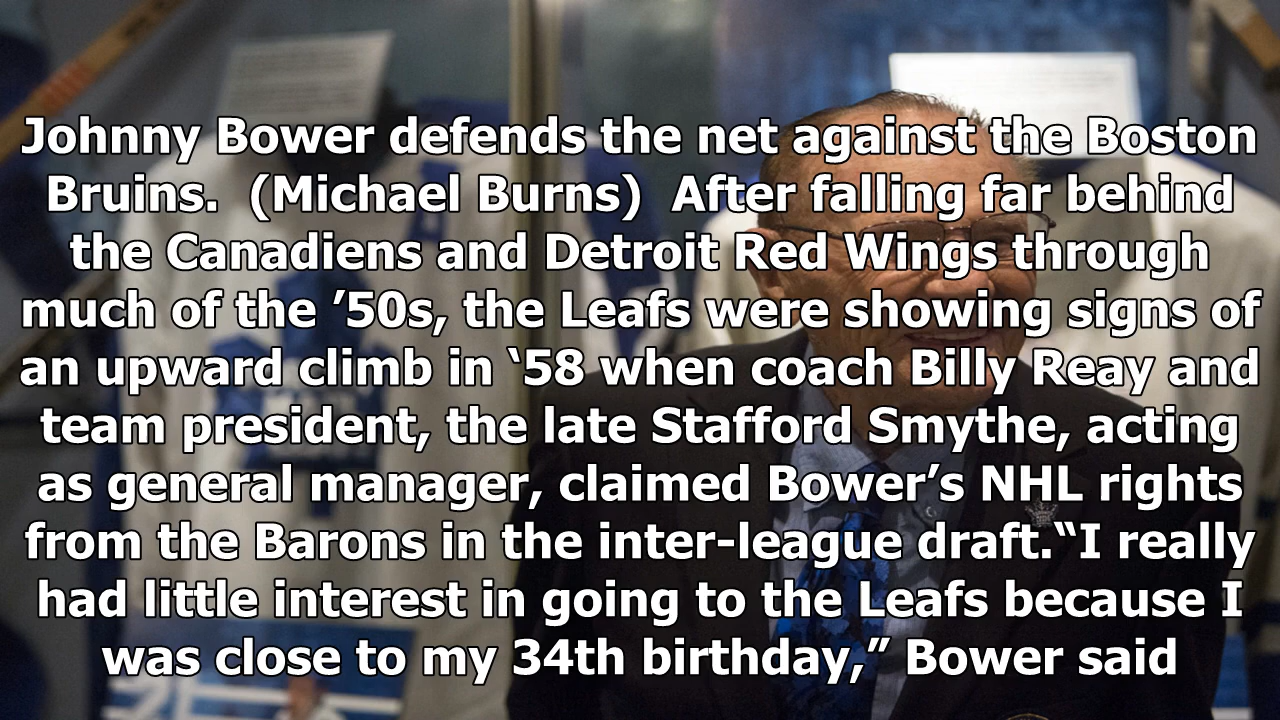 Johnny Bower defends the net against the Boston
Bruins.  (Michael Burns)  After falling far behind
the Canadiens and Detroit Red Wings through
much of the ’50s, the Leafs were showing signs of
an upward climb in ‘58 when coach Billy Reay and
team president, the late Stafford Smythe, acting
as general manager, claimed Bower’s NHL rights
from the Barons in the inter-league draft.“I really
had little interest in going to the Leafs because I
was close to my 34th birthday,” Bower said